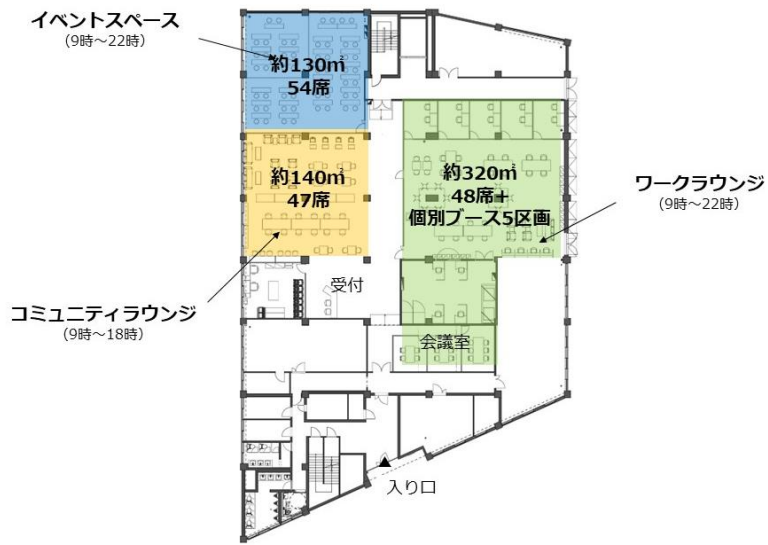 イベントスペース
（9時～22時）
約130㎡
54席
約140㎡
47席
約320㎡
48席＋
個別ブース5区画
ワークラウンジ
（9時～22時）
コミュニティラウンジ
（9時～18時）
受付
会議室
入り口